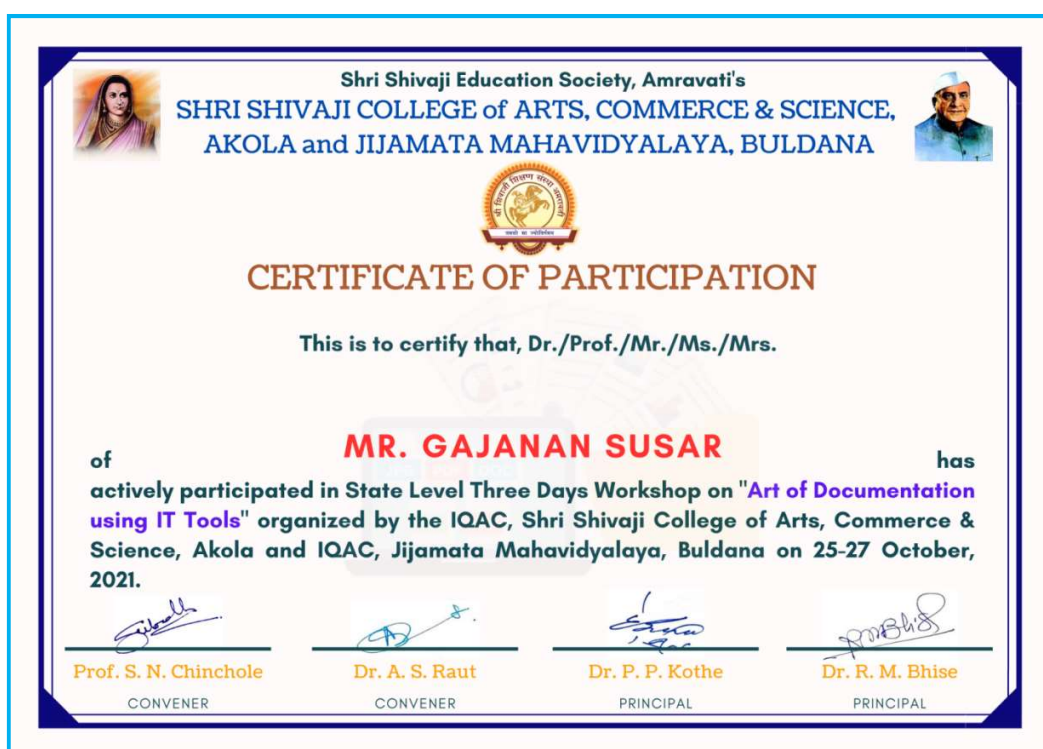 Shri Shivaji Education Society, Amravati's
SHRI SHIVAJI COLLEGE of ARTS, COMMERCE & SCIENCE,
AKOLA and JIJAMATA MAHAVIDYALAYA, BULDANA
श्री शिवाजी शिक्षण संस्था अमरावती
CERTIFICATE OF PARTICIPATION
This is to certify that, Dr./Prof./Mr./Ms./Mrs.
MR. GAJANAN SUSAR
of has
actively participated in State Level Three Days Workshop on "Art of Documentation
using IT Tools" organized by the IQAC, Shri Shivaji College of Arts, Commerce &
Science, Akola and IQAC, Jijamata Mahavidyalaya, Buldana on 25-27 October,
2021.
Prof. S. N. Chinchole Dr. A. S. Raut Dr. P. P. Kothe Dr. R. M. Bhise
CONVENER CONVENER PRINCIPAL PRINCIPAL